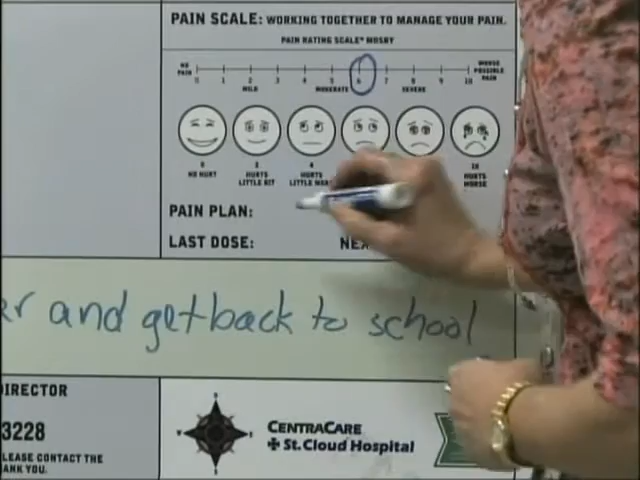 PAIN SCALE: WORKING TOGETHER TO MANAGE YOUR PAIN.
PAIN RATING SCALE® MOSBY
NO PAIN
WORST POSSIBLE PAIN
0 1 2 3 4 5 6 7 8 9 10
MILD MODERATE SEVERE
0 2 4 10
NO HURT HURTS LITTLE BIT HURTS LITTLE HURTS WORSE
PAIN PLAN:
LAST DOSE: NEX
er and get back to school
DIRECTOR
3228
LEASE CONTACT THE
ANK YOU.
CENTRACARE
St. Cloud Hospital